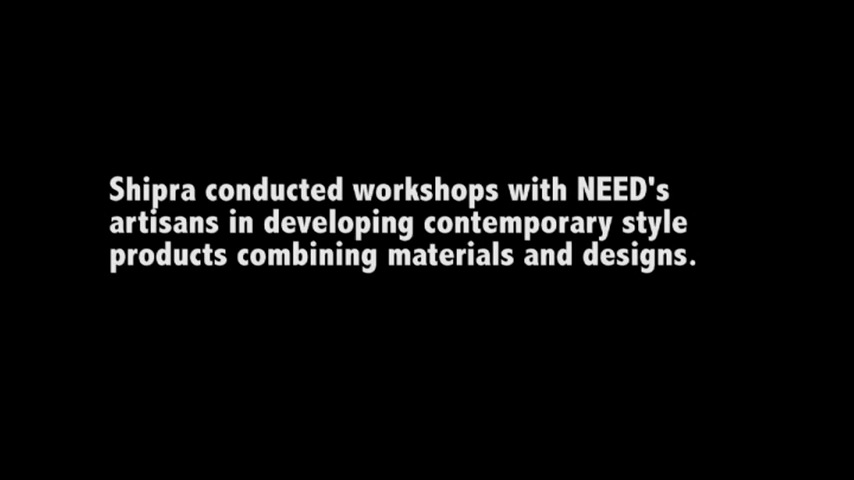 Shipra conducted workshops with NEED's
artisans in developing contemporary style
products combining materials and designs.